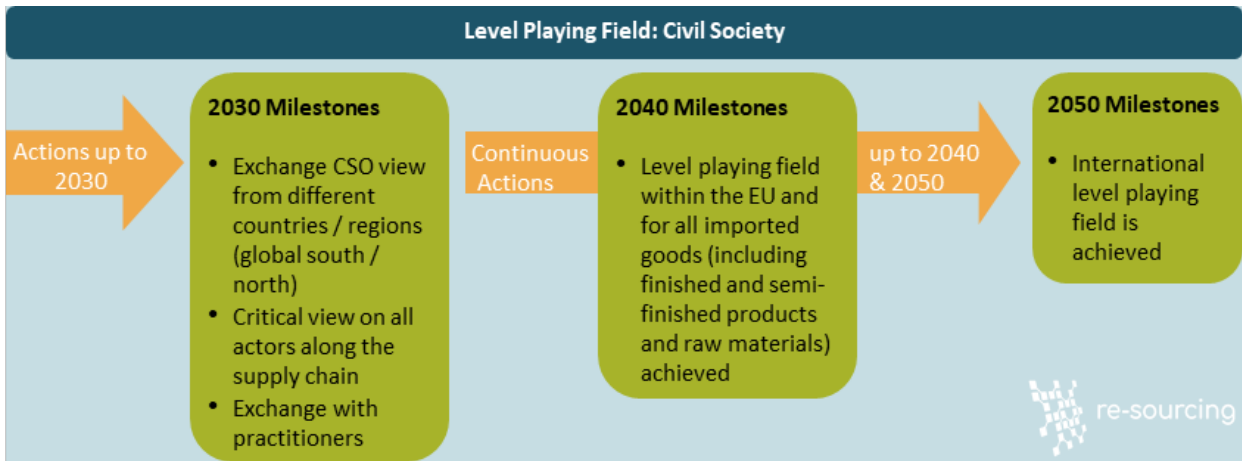 Level Playing Field: Civil Society
Actions up to
2030
2030 Milestones
• Exchange CSO view
from different
countries / regions
(global south /
north)
• Critical view on all
actors along the
supply chain
• Exchange with
practitioners
Continuous
Actions
2040 Milestones
• Level playing field
within the EU and
for all imported
goods (including
finished and semi-
finished products
and raw materials)
achieved
up to 2040
& 2050
2050 Milestones
• International
level playing
field is
achieved
re-sourcing